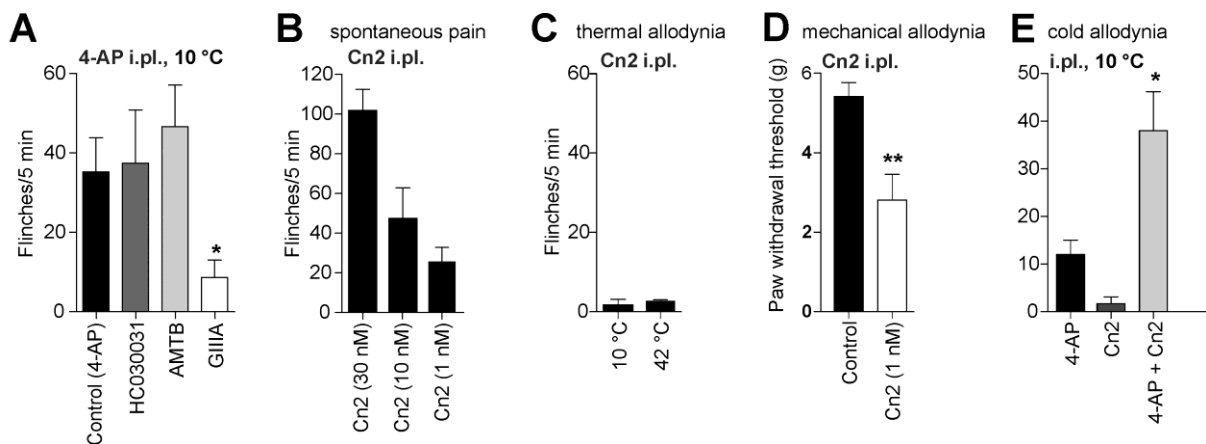 A
4-AP i.pl., 10 °C
Flinches/5 min
60
40
20
0
*
Control (4-AP)
HC030031
AMTB
GIIIA
B
spontaneous pain
Cn2 i.pl.
Flinches/5 min
120
100
80
60
40
20
0
Cn2 (30 nM)
Cn2 (10 nM)
Cn2 (1 nM)
C
thermal allodynia
Cn2 i.pl.
Flinches/5 min
60
40
20
0
10 °C
42 °C
D
mechanical allodynia
Cn2 i.pl.
Paw withdrawal threshold (g)
6
4
2
0
**
Control
Cn2 (1 nM)
E
cold allodynia
i.pl., 10 °C
50
40
30
20
10
0
*
4-AP
Cn2
4-AP + Cn2